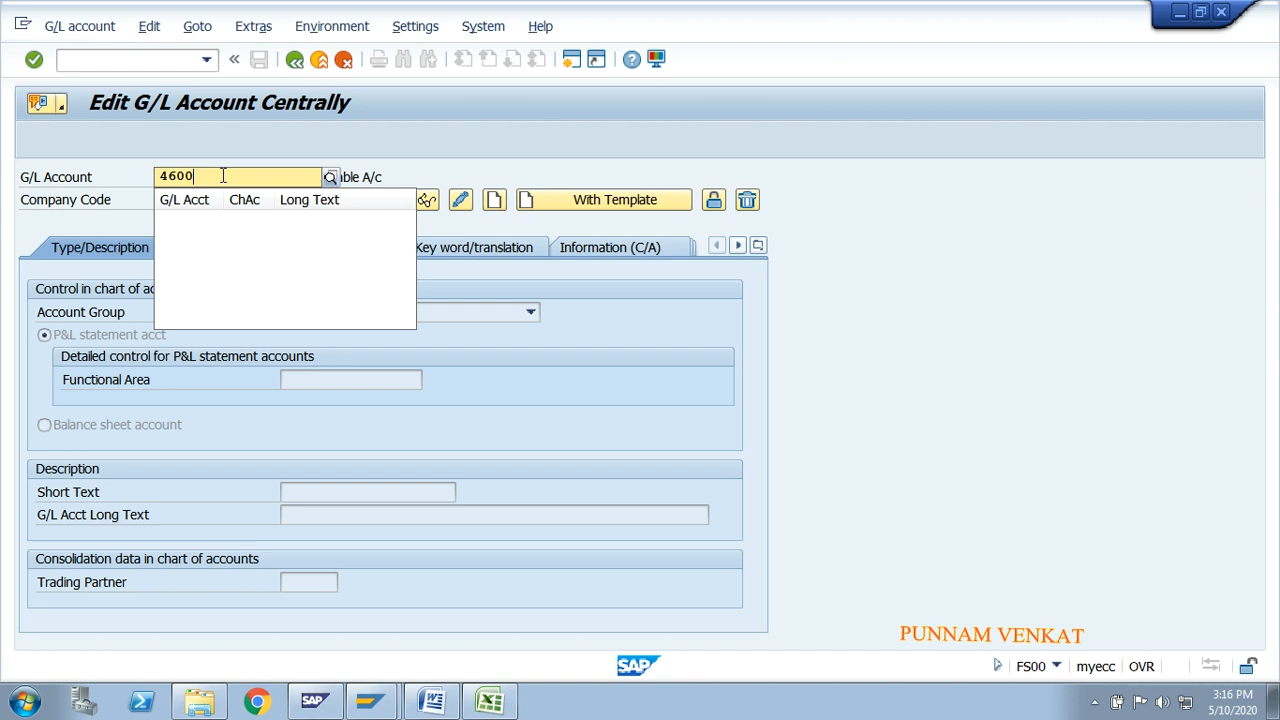 G/L account Edit Goto Extras Environment Settings System Help
Edit G/L Account Centrally
G/L Account 4600 able A/c
Company Code With Template
G/L Acct ChAc Long Text
Type/Description Key word/translation Information (C/A)
Control in chart of ac
Account Group
P&L statement acct
Detailed control for P&L statement accounts
Functional Area
Balance sheet account
Description
Short Text
G/L Acct Long Text
Consolidation data in chart of accounts
Trading Partner
PUNNAM VENKAT
SAP FS00 myecc OVR
SAP
3:16 PM
5/10/2020